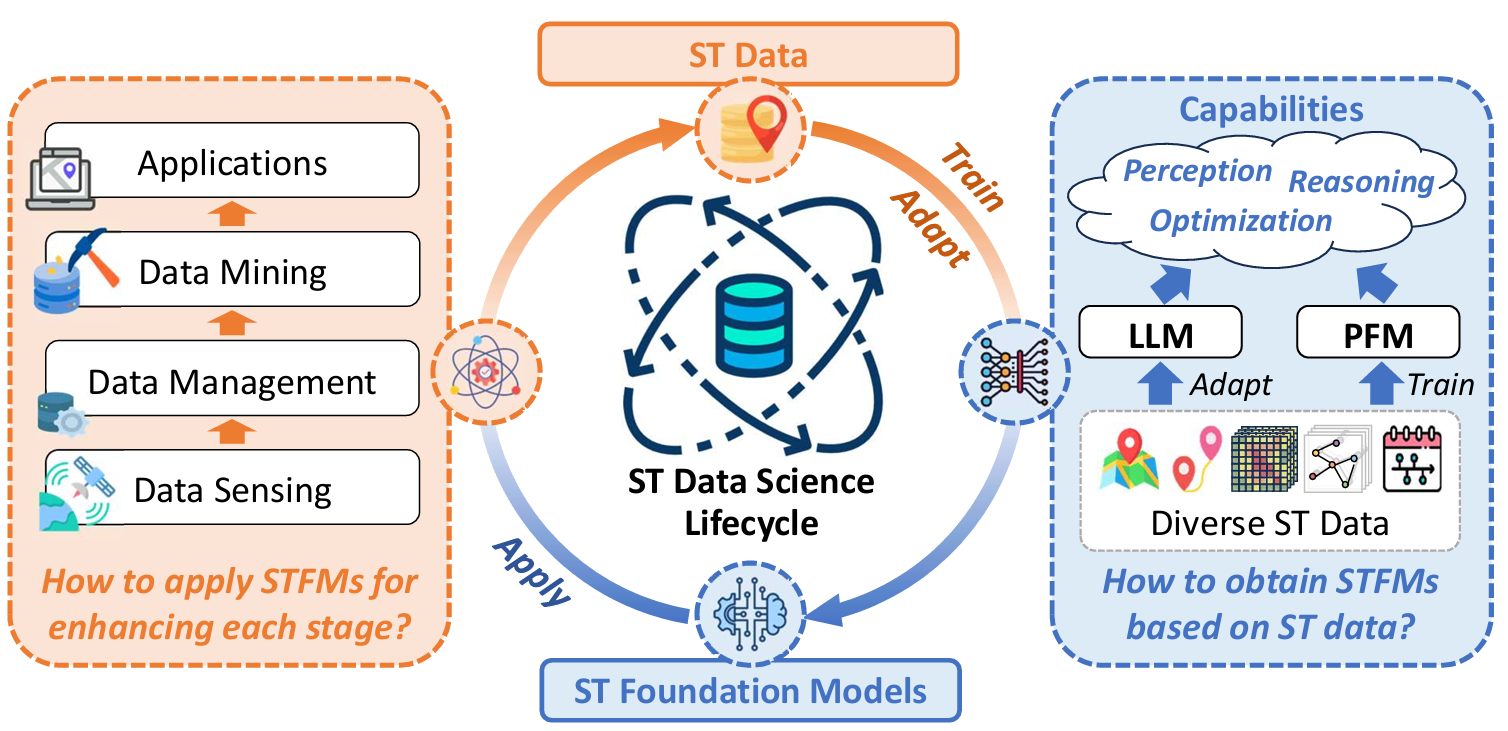 ST Data
Applications
Data Mining
Data Management
Data Sensing
How to apply STFMs for
enhancing each stage?
Train
Adapt
ST Data Science
Lifecycle
Apply
ST Foundation Models
Capabilities
Perception
Reasoning
Optimization
LLM
PFM
Adapt
Train
Diverse ST Data
How to obtain STFMs
based on ST data?